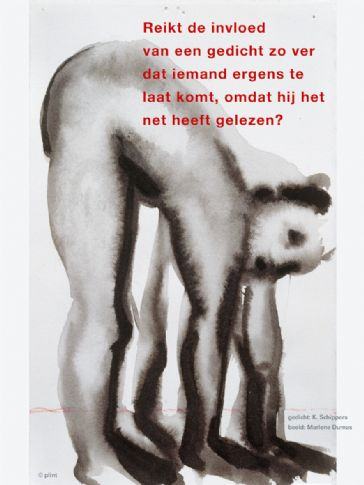 Reikt de invloed
van een gedicht zo ver
dat iemand ergens te
laat komt, omdat hij het
net heeft gelezen?
gedicht: K. Schippers
beeld: Marlene Dumas
© plint